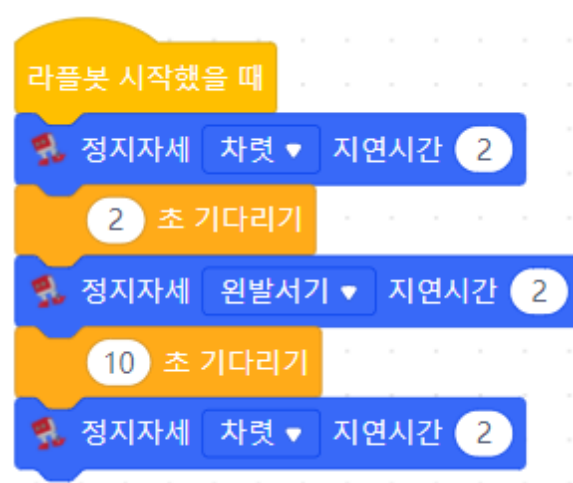 라플봇 시작했을 때
정지자세 차렷 지연시간 2
2 초 기다리기
정지자세 왼발서기 지연시간 2
10 초 기다리기
정지자세 차렷 지연시간 2